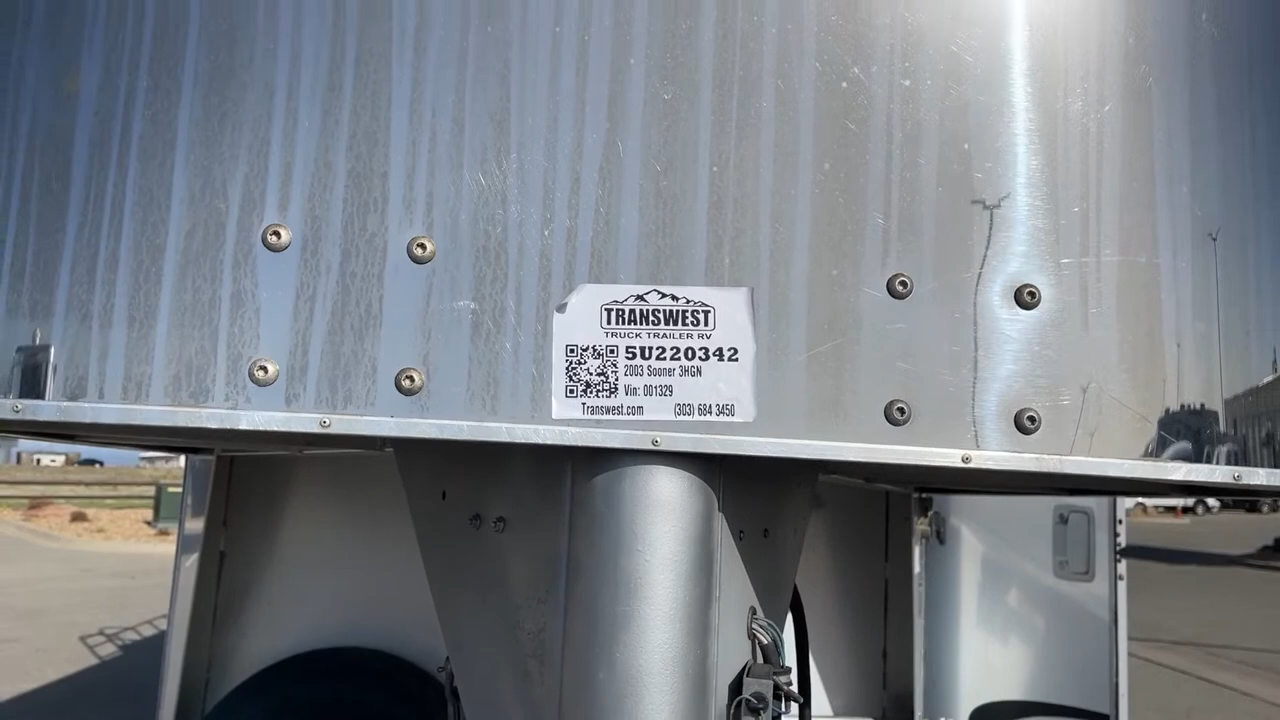 TRANSWEST
TRUCK TRAILER RV
5U220342
2003 Sooner 3HGN
Vin: 001329
Transwest.com (303) 684 3450